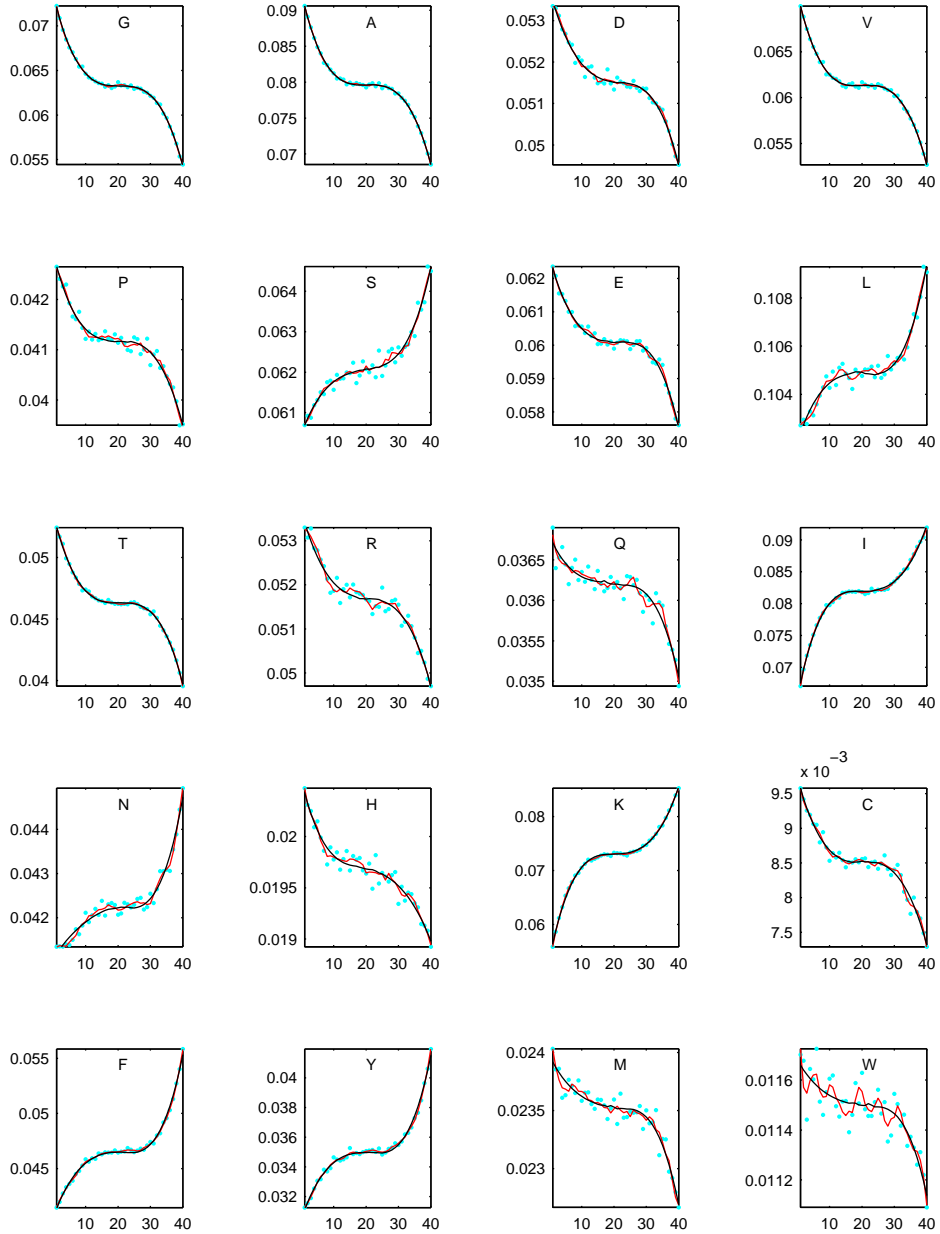 G
0.07
0.065
0.06
0.055
10 20 30 40
A
0.09
0.085
0.08
0.075
0.07
10 20 30 40
D
0.053
0.052
0.051
0.05
10 20 30 40
V
0.065
0.06
0.055
10 20 30 40
P
0.042
0.041
0.04
10 20 30 40
S
0.064
0.063
0.062
0.061
10 20 30 40
E
0.062
0.061
0.06
0.059
0.058
10 20 30 40
L
0.108
0.106
0.104
10 20 30 40
T
0.05
0.045
0.04
10 20 30 40
R
0.053
0.052
0.051
0.05
10 20 30 40
Q
0.0365
0.036
0.0355
0.035
10 20 30 40
I
0.09
0.085
0.08
0.075
0.07
10 20 30 40
N
0.044
0.043
0.042
10 20 30 40
H
0.02
0.0195
0.019
10 20 30 40
K
0.08
0.07
0.06
10 20 30 40
x 10⁻³
C
9.5
9
8.5
8
7.5
10 20 30 40
F
0.055
0.05
0.045
10 20 30 40
Y
0.04
0.038
0.036
0.034
0.032
10 20 30 40
M
0.024
0.0235
0.023
10 20 30 40
W
0.0116
0.0114
0.0112
10 20 30 40